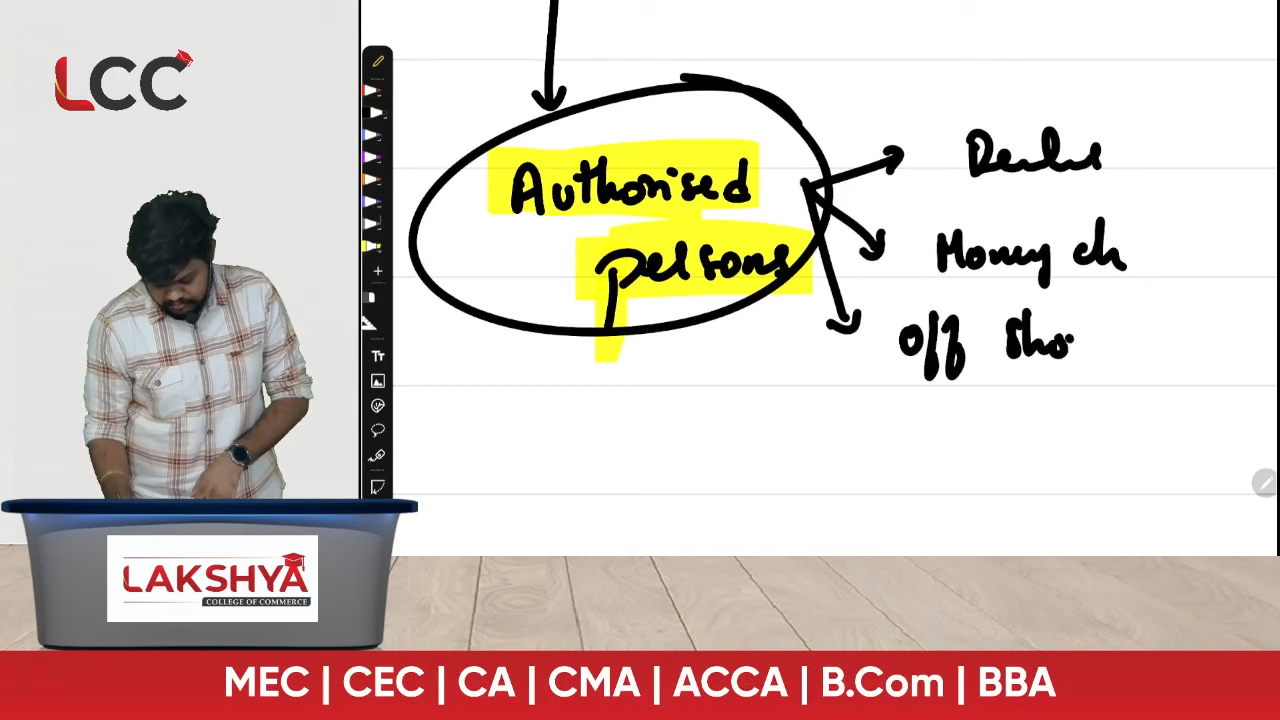 LCC
Authorised
persons
Dealer
Money ch
Off Sho
Tt
LAKSHYA
COLLEGE OF COMMERCE
MEC | CEC | CA | CMA | ACCA | B.Com | BBA